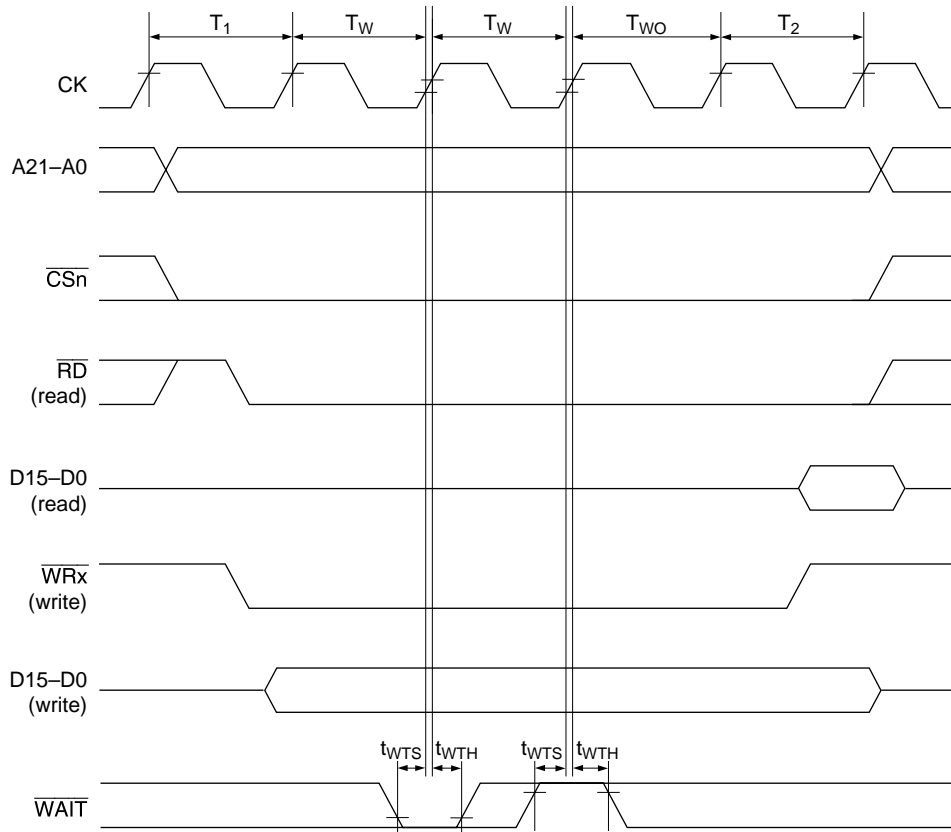 T1 TW TW TWO T2
CK
A21–A0
CSn
RD
(read)
D15–D0
(read)
WRx
(write)
D15–D0
(write)
tWTS tWTH tWTS tWTH
WAIT